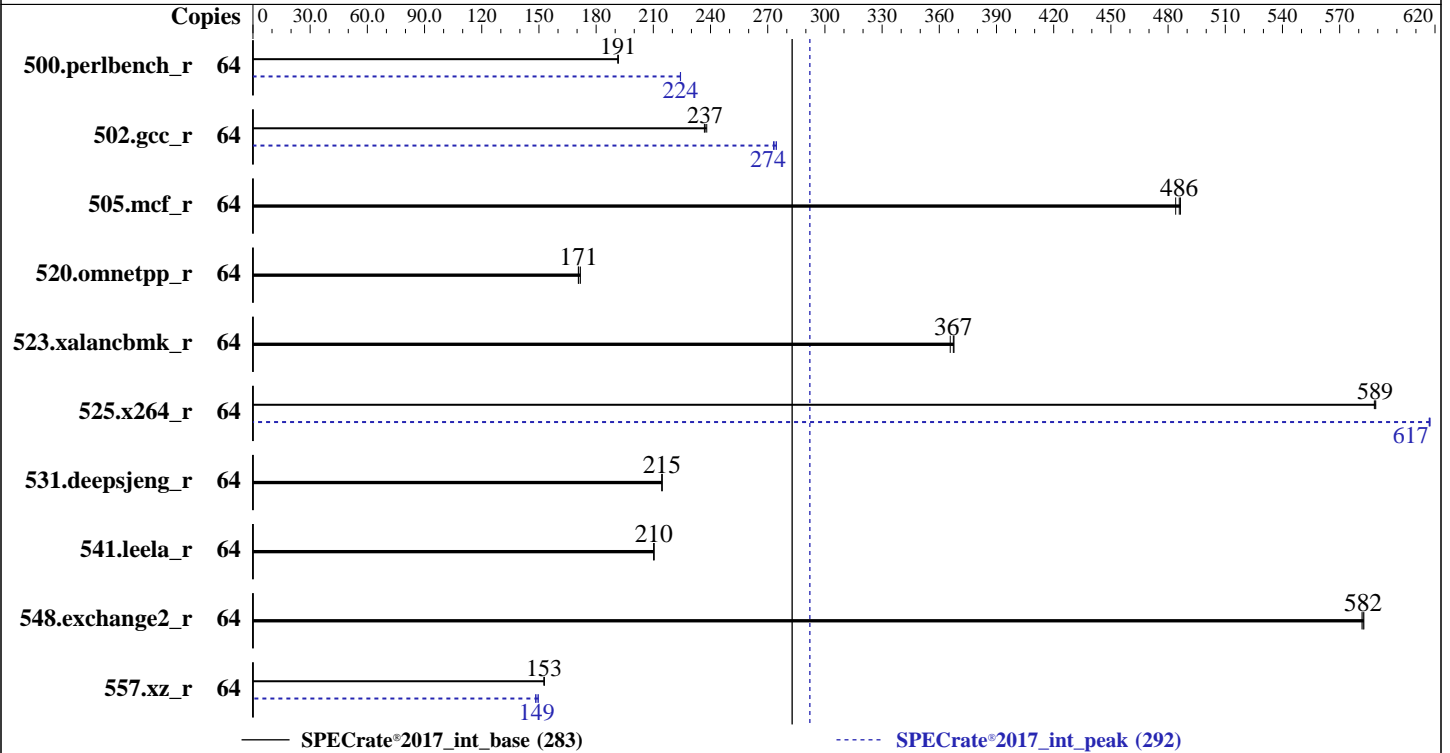 Copies 0 30.0 60.0 90.0 120 150 180 210 240 270 300 330 360 390 420 450 480 510 540 570 620
191
500.perlbench_r 64
224
237
502.gcc_r 64
274
486
505.mcf_r 64
171
520.omnetpp_r 64
367
523.xalancbmk_r 64
589
525.x264_r 64
617
215
531.deepsjeng_r 64
210
541.leela_r 64
582
548.exchange2_r 64
153
557.xz_r 64
149
SPECrate®2017_int_base (283) SPECrate®2017_int_peak (292)